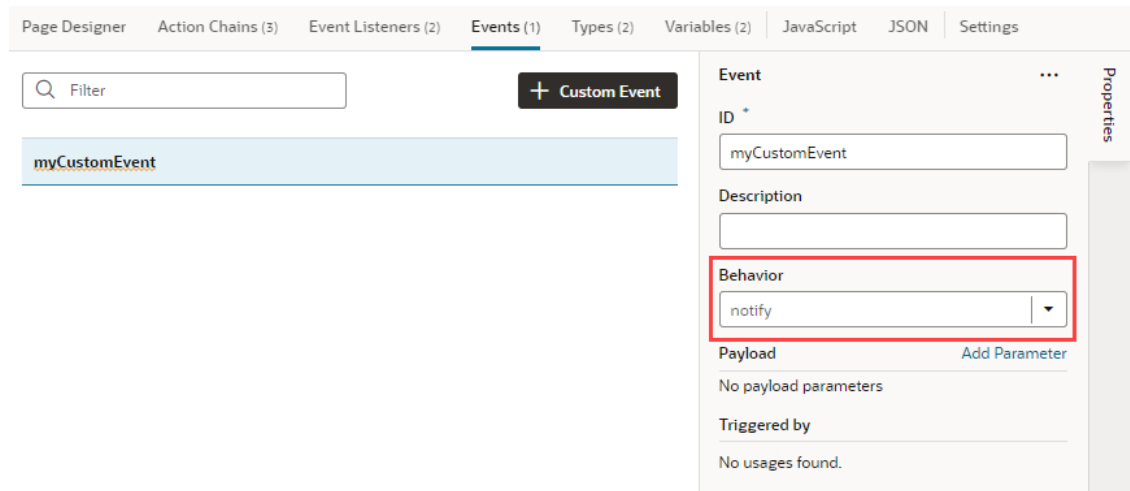 Page Designer Action Chains (3) Event Listeners (2) Events (1) Types (2) Variables (2) JavaScript JSON Settings
Filter
+ Custom Event
myCustomEvent
Event
...
ID *
myCustomEvent
Description
Behavior
notify
Payload Add Parameter
No payload parameters
Triggered by
No usages found.
Properties